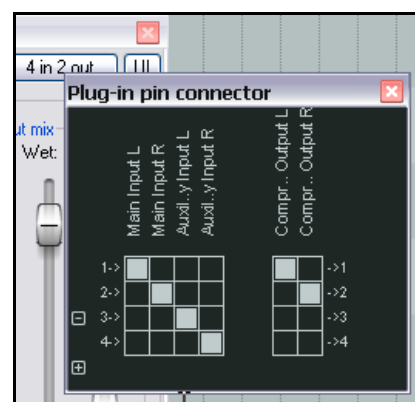 4 in 2 out
UI
Plug-in pin connector
ut mix
Wet:
Main Input L
Main Input R
Auxil..y Input L
Auxil..y Input R
Compr.. Output L
Compr.. Output R
1-> ->1
2-> ->2
3-> ->3
4-> ->4